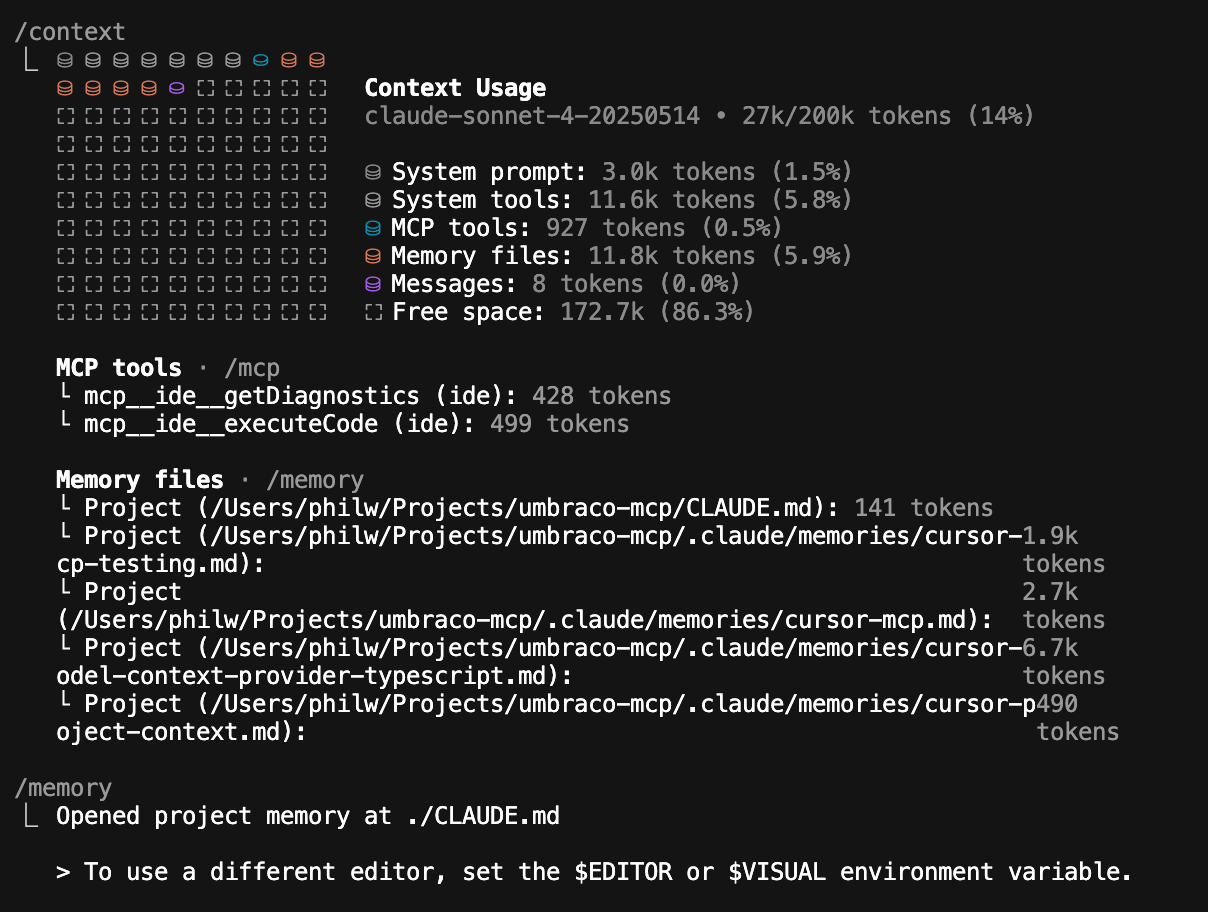 /context
Context Usage
claude-sonnet-4-20250514 • 27k/200k tokens (14%)
System prompt: 3.0k tokens (1.5%)
System tools: 11.6k tokens (5.8%)
MCP tools: 927 tokens (0.5%)
Memory files: 11.8k tokens (5.9%)
Messages: 8 tokens (0.0%)
Free space: 172.7k (86.3%)
MCP tools · /mcp
└ mcp__ide__getDiagnostics (ide): 428 tokens
└ mcp__ide__executeCode (ide): 499 tokens
Memory files · /memory
└ Project (/Users/philw/Projects/umbraco-mcp/CLAUDE.md): 141 tokens
└ Project (/Users/philw/Projects/umbraco-mcp/.claude/memories/cursor-1.9k
cp-testing.md): tokens
└ Project 2.7k
(/Users/philw/Projects/umbraco-mcp/.claude/memories/cursor-mcp.md): tokens
└ Project (/Users/philw/Projects/umbraco-mcp/.claude/memories/cursor-6.7k
odel-context-provider-typescript.md): tokens
└ Project (/Users/philw/Projects/umbraco-mcp/.claude/memories/cursor-p490
oject-context.md): tokens
/memory
Opened project memory at ./CLAUDE.md
> To use a different editor, set the $EDITOR or $VISUAL environment variable.